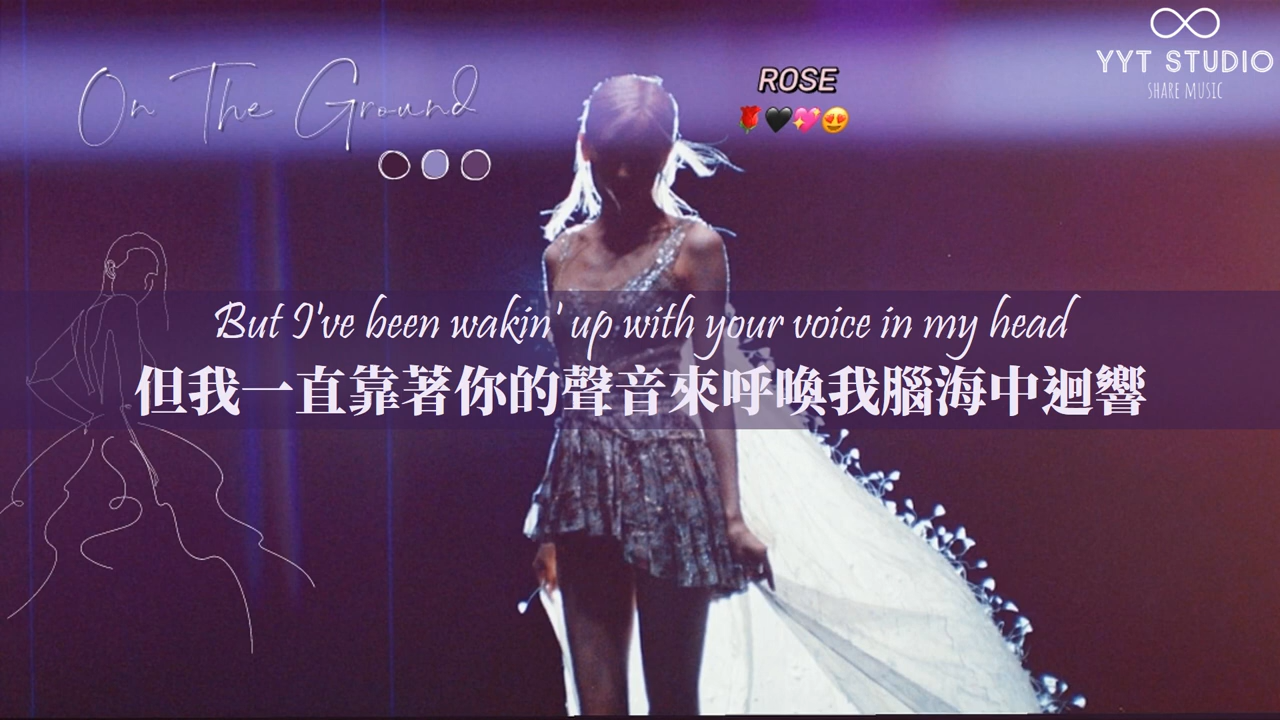 On The Ground
ROSE
🌹🖤💖😍
YYT STUDIO
SHARE MUSIC
But I've been wakin' up with your voice in my head
但我一直靠著你的聲音來呼喚我腦海中迴響